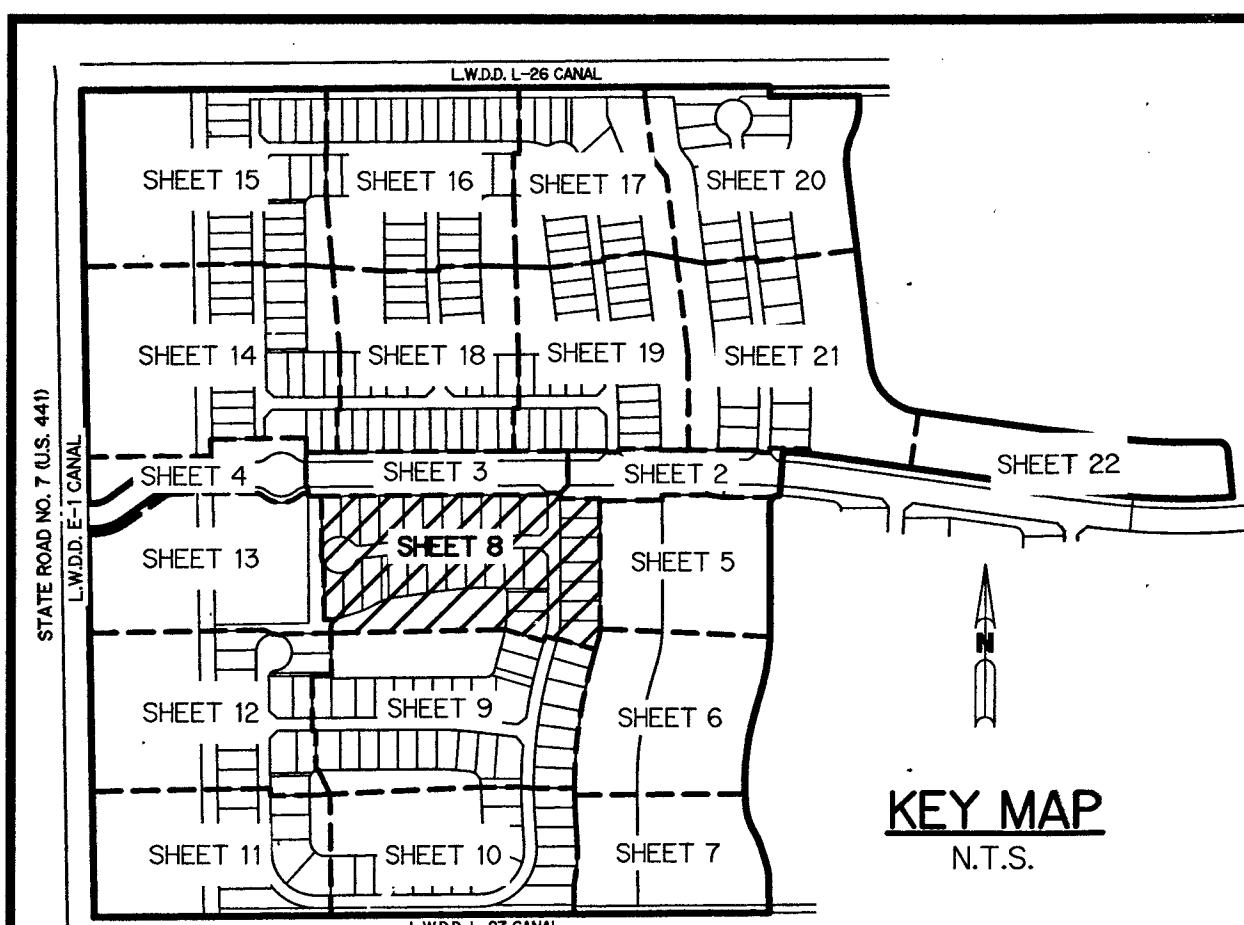 L.W.D.D. L-26 CANAL
SHEET 15
SHEET 16
SHEET 17
SHEET 20
SHEET 14
SHEET 18
SHEET 19
SHEET 21
STATE ROAD NO. 7 (U.S. 441)
L.W.D.D. E-1 CANAL
SHEET 4
SHEET 3
SHEET 2
SHEET 22
SHEET 13
SHEET 8
SHEET 5
N
SHEET 12
SHEET 9
SHEET 6
KEY MAP
N.T.S.
SHEET 11
SHEET 10
SHEET 7
L.W.D.D. L-27 CANAL